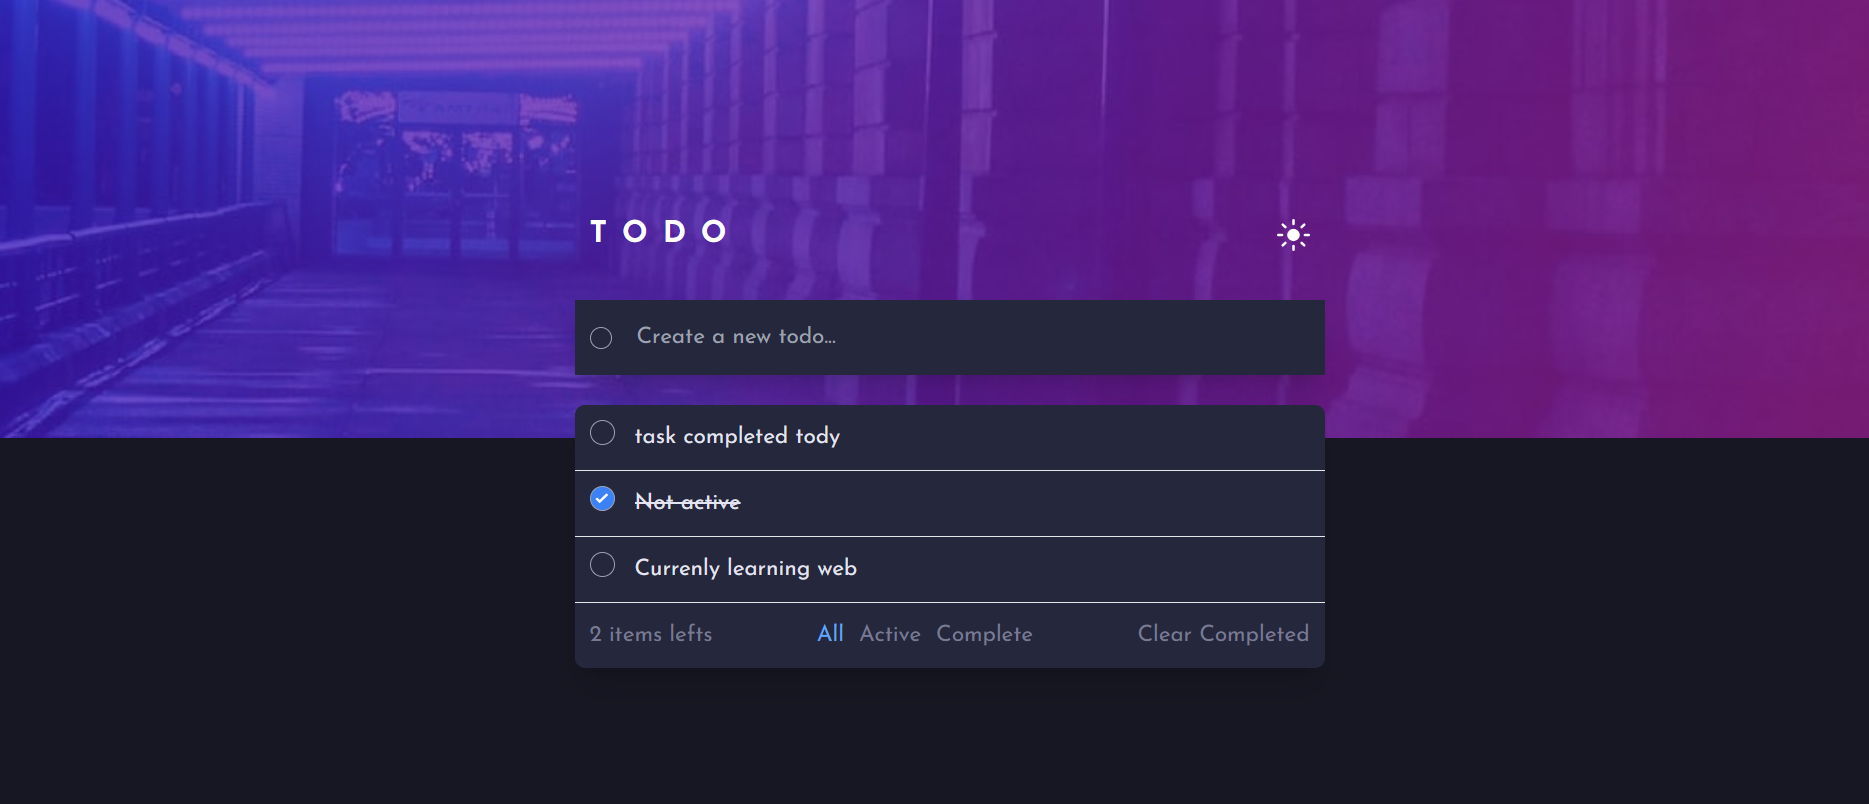 TODO
Create a new todo...
task completed tody
Not active
Currenly learning web
2 items lefts All Active Complete Clear Completed